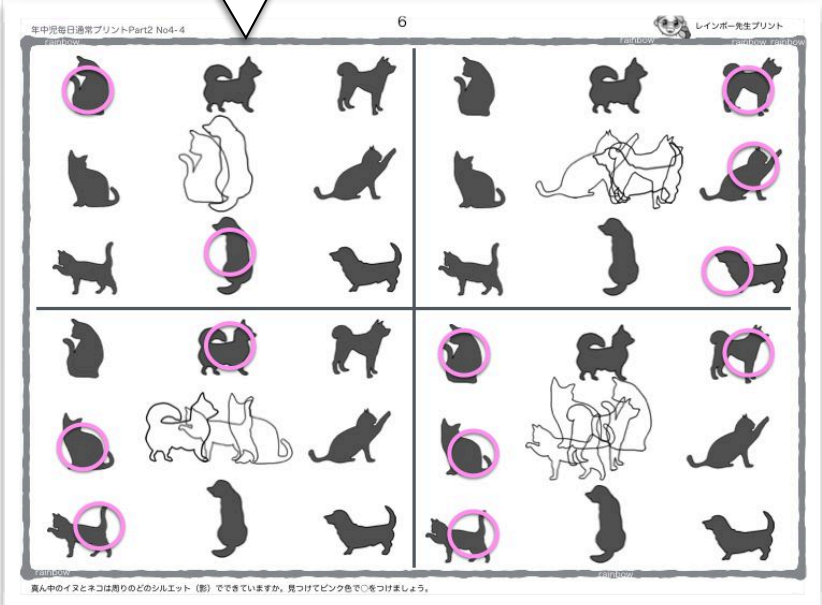 年中児毎日通常プリントPart2 No4-4
6
レインボー先生プリント
rainbow
rainbow
rainbow rainbow
rainbow
rainbow
真ん中のイヌとネコは周りのどのシルエット（影）でできていますか。見つけてピンク色で○をつけましょう。